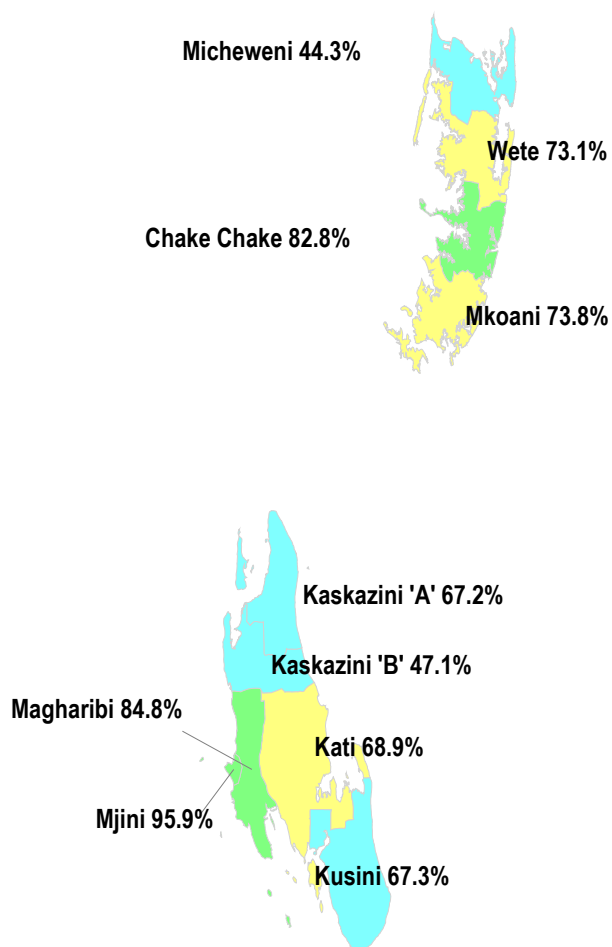 Micheweni 44.3%
Wete 73.1%
Chake Chake 82.8%
Mkoani 73.8%
Kaskazini 'A' 67.2%
Kaskazini 'B' 47.1%
Magharibi 84.8%
Kati 68.9%
Mjini 95.9%
Kusini 67.3%